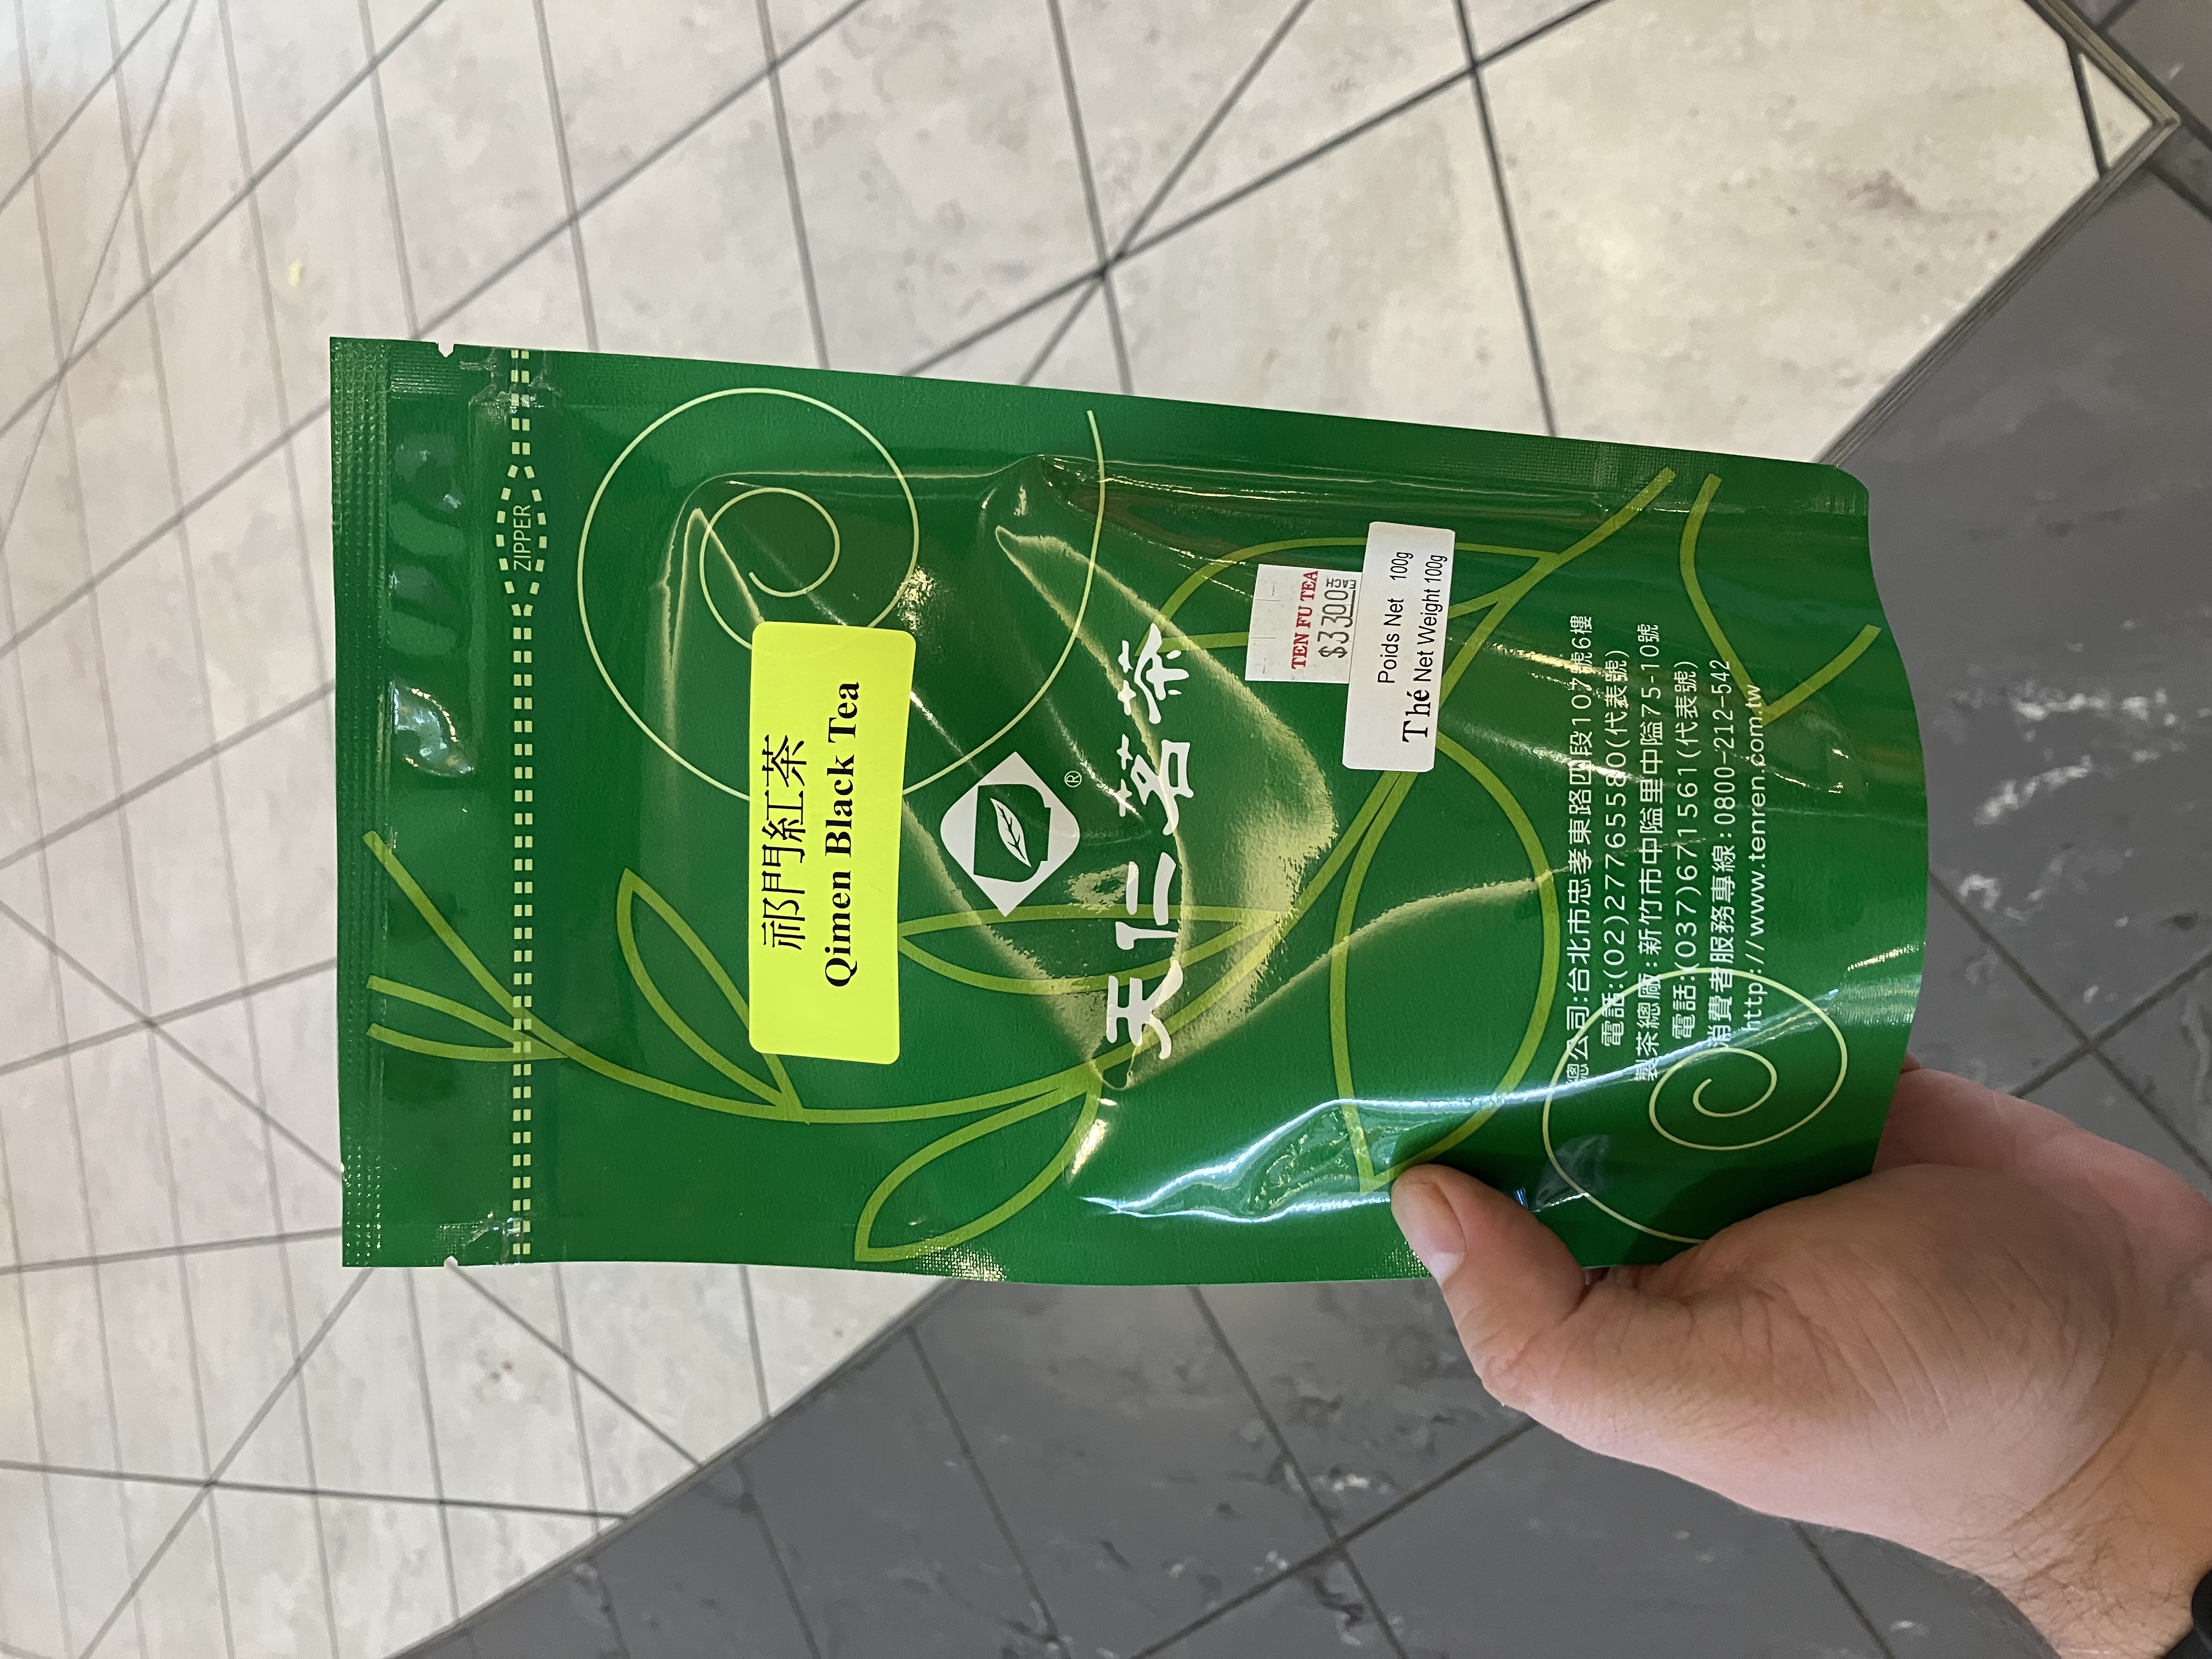 ZIPPER
祁門紅茶
Qimen Black Tea
®
天仁茗茶
TEN FU TEA
Poids Net 100g
Thé Net Weight 100g
總公司:台北市忠孝東路四段107號6樓
電話:(02)27765580(代表號)
製茶總廠:新竹市中隘里中隘75-10號
電話:(037)671561(代表號)
消費者服務專線:0800-212-542
http://www.tenren.com.tw